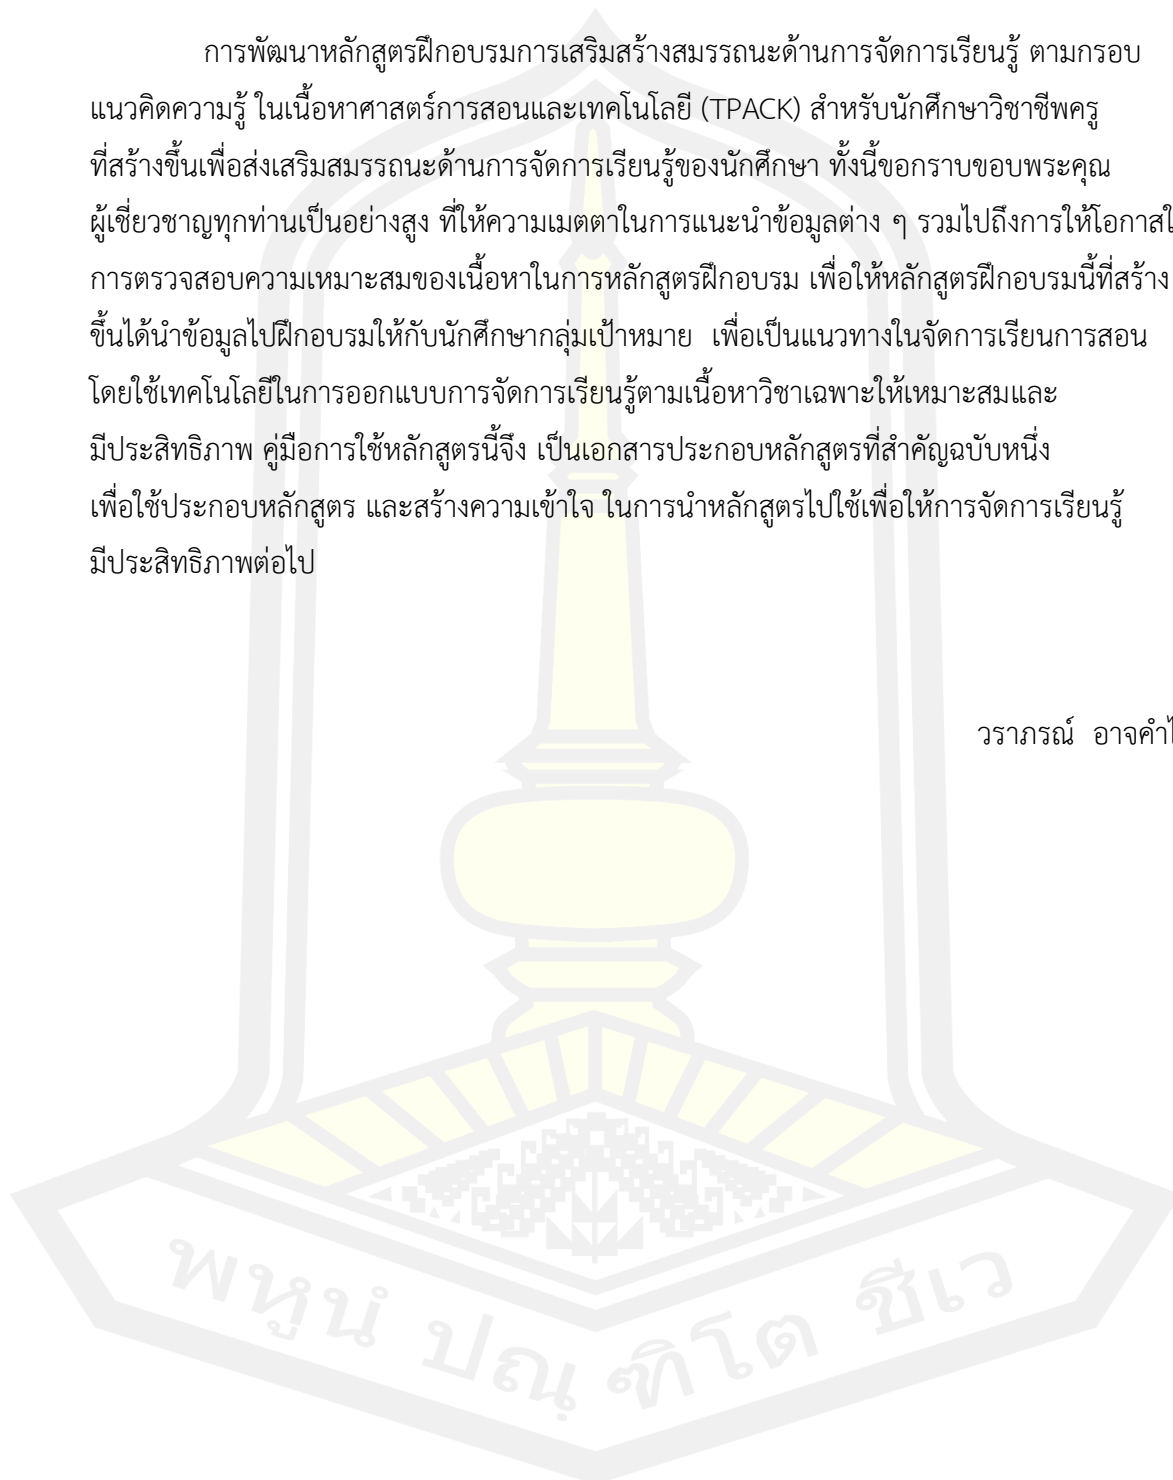 การพัฒนาหลักสูตรฝึกอบรมการเสริมสร้างสมรรถนะด้านการจัดการเรียนรู้ ตามกรอบ
แนวคิดความรู้ ในเนื้อหาศาสตร์การสอนและเทคโนโลยี (TPACK) สำหรับนักศึกษาวิชาชีพครู
ที่สร้างขึ้นเพื่อส่งเสริมสมรรถนะด้านการจัดการเรียนรู้ของนักศึกษา ทั้งนี้ขอกราบขอบพระคุณ
ผู้เชี่ยวชาญทุกท่านเป็นอย่างสูง ที่ให้ความเมตตาในการแนะนำข้อมูลต่าง ๆ รวมไปถึงการให้โอกาสใ
การตรวจสอบความเหมาะสมของเนื้อหาในการหลักสูตรฝึกอบรม เพื่อให้หลักสูตรฝึกอบรมนี้ที่สร้าง
ขึ้นได้นำข้อมูลไปฝึกอบรมให้กับนักศึกษากลุ่มเป้าหมาย  เพื่อเป็นแนวทางในจัดการเรียนการสอน
โดยใช้เทคโนโลยีในการออกแบบการจัดการเรียนรู้ตามเนื้อหาวิชาเฉพาะให้เหมาะสมและ
มีประสิทธิภาพ คู่มือการใช้หลักสูตรนี้จึง เป็นเอกสารประกอบหลักสูตรที่สำคัญฉบับหนึ่ง
เพื่อใช้ประกอบหลักสูตร และสร้างความเข้าใจ ในการนำหลักสูตรไปใช้เพื่อให้การจัดการเรียนรู้
มีประสิทธิภาพต่อไป
วราภรณ์  อาจคำไ
พหูนํ ปณฺฑิโต ชีเว